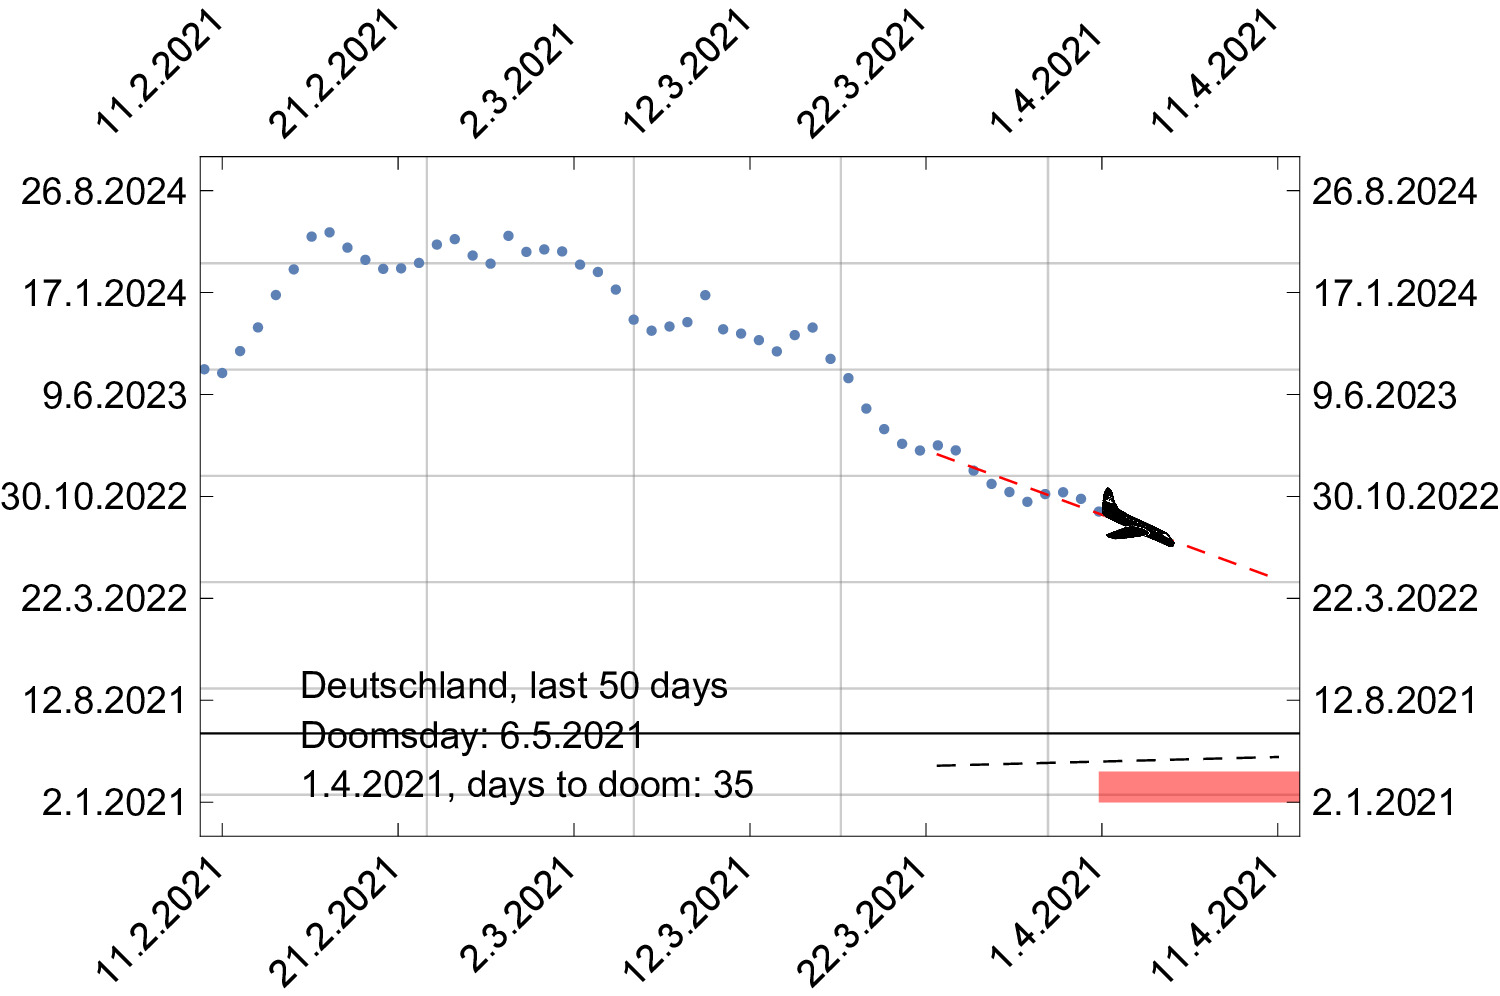 11.2.2021 21.2.2021 2.3.2021 12.3.2021 22.3.2021 1.4.2021 11.4.2021
26.8.2024 26.8.2024
17.1.2024 17.1.2024
9.6.2023 9.6.2023
30.10.2022 30.10.2022
22.3.2022 22.3.2022
Deutschland, last 50 days
12.8.2021 12.8.2021
Doomsday: 6.5.2021
1.4.2021, days to doom: 35
2.1.2021 2.1.2021
11.2.2021 21.2.2021 2.3.2021 12.3.2021 22.3.2021 1.4.2021 11.4.2021